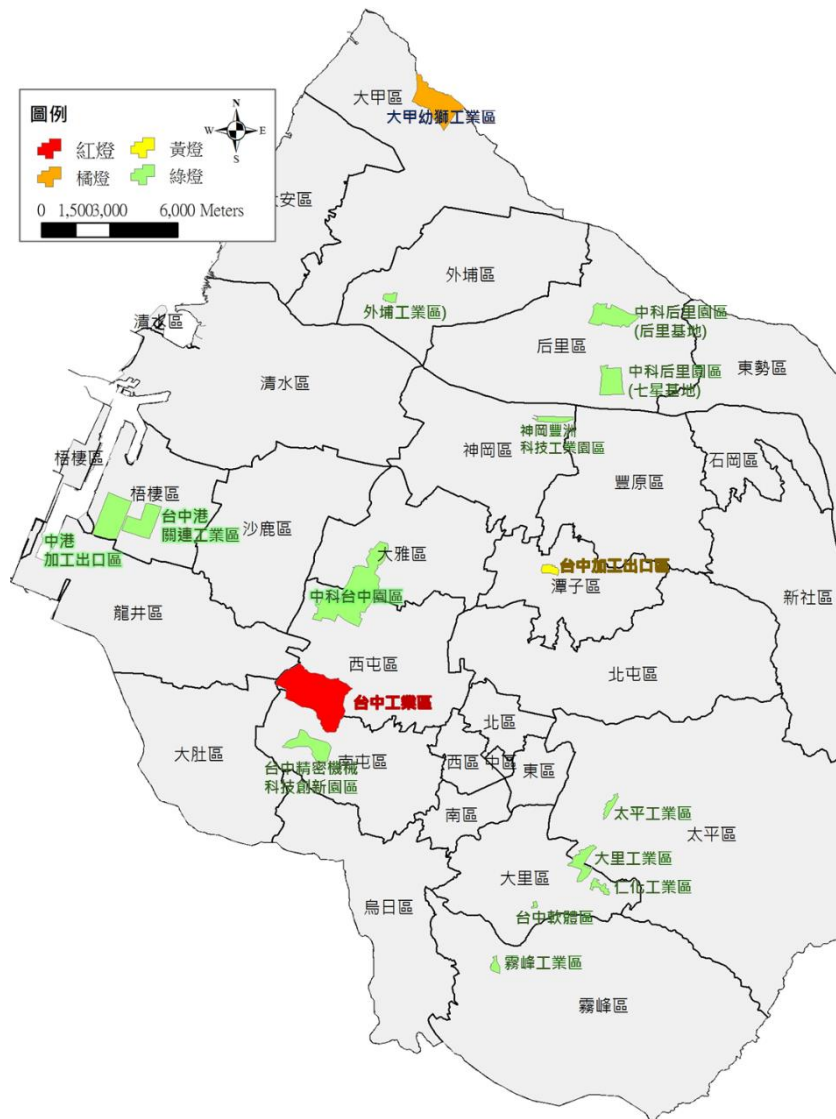 圖例
N
W
E
S
紅燈
黃燈
橘燈
綠燈
0 1,500 3,000 6,000 Meters
大甲區
大甲幼獅工業區
安區
外埔區
外埔工業區)
中科后里園區
(后里基地)
后里區
清水區
東勢區
中科后里園區
(七星基地)
清水區
神岡豐洲
科技工業園區
神岡區
梧棲區
豐原區
石岡區
梧棲區
台中港
關連工業區
沙鹿區
中港
加工出口區
大雅區
台中加工出口區
潭子區
中科台中園區
新社區
龍井區
西屯區
北屯區
台中工業區
北區
大肚區
南屯區
西區
中區
東區
台中精密機械
科技創新園區
南區
太平工業區
太平區
大里工業區
大里區
仁化工業區
烏日區
台中軟體區
霧峰工業區
霧峰區